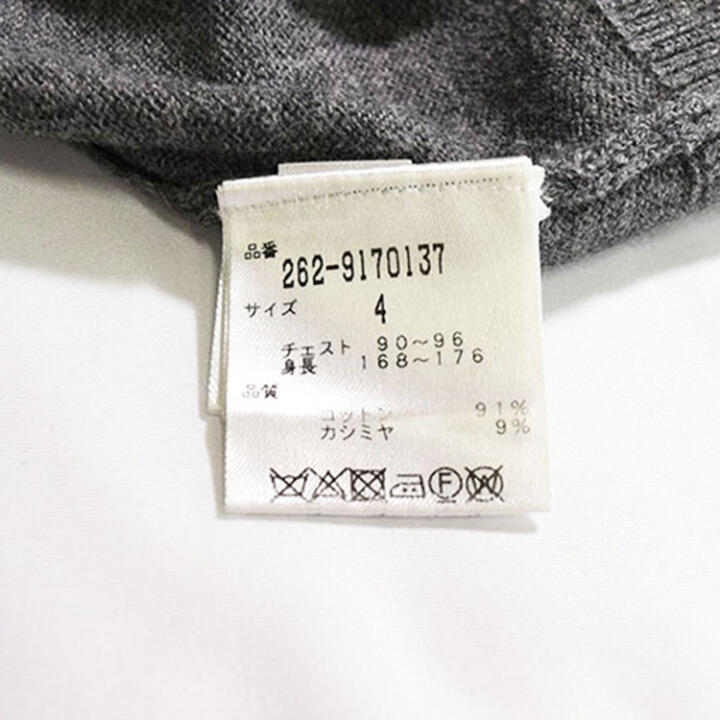 品番
262-9170137
サイズ 4
チェスト 90～96
身長 168～176
品質
コットン 91%
カシミヤ 9%
F W